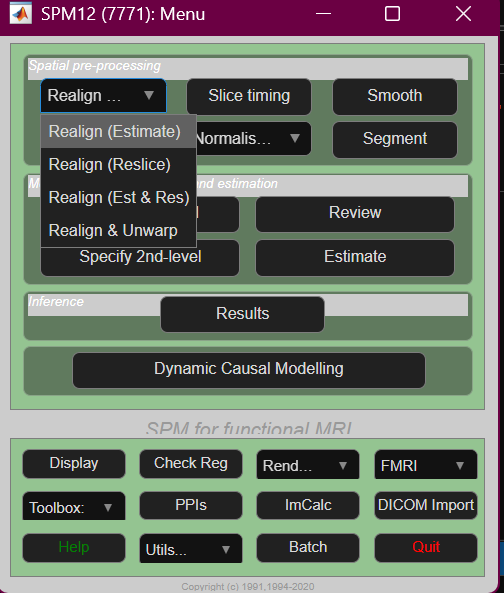 SPM12 (7771): Menu
Spatial pre-processing
Realign ...
Slice timing
Smooth
Realign (Estimate)
Normalis...
Segment
Realign (Reslice)
Realign (Est & Res)
and estimation
Review
Realign & Unwarp
Specify 2nd-level
Estimate
Inference
Results
Dynamic Causal Modelling
SPM for functional MRI
Display
Check Reg
Rend...
FMRI
Toolbox:
PPIs
ImCalc
DICOM Import
Help
Utils...
Batch
Quit
Copyright (c) 1991,1994-2020